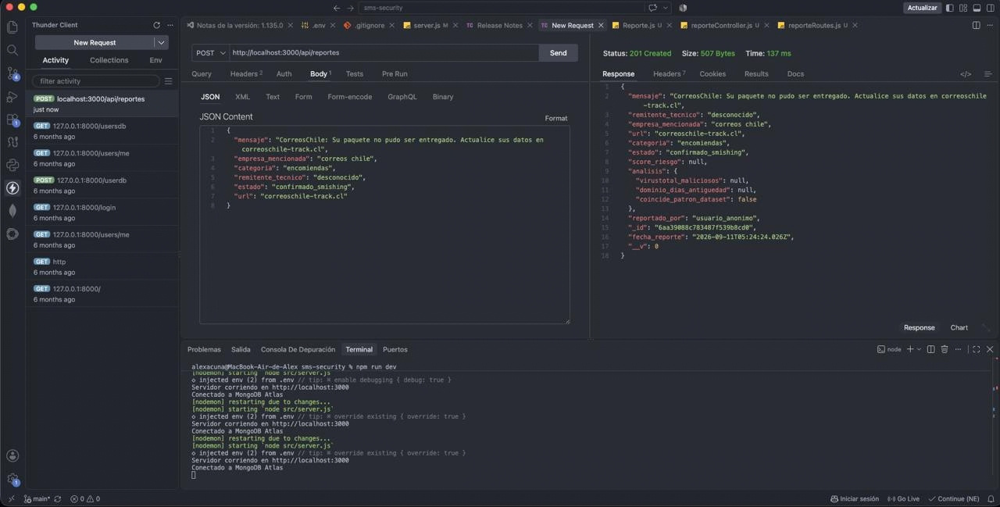 sms-security
Actualizar
Thunder Client
New Request
Activity
Collections
Env
filter activity
POST localhost:3000/api/reportes
just now
GET 127.0.0.1:8000/usersdb
6 months ago
GET 127.0.0.1:8000/users/me
6 months ago
POST 127.0.0.1:8000/userdb
6 months ago
GET 127.0.0.1:8000/login
6 months ago
GET 127.0.0.1:8000/users/me
6 months ago
GET http
6 months ago
GET 127.0.0.1:8000/
6 months ago
Notas de la versión: 1.135.0
.env
.gitignore
server.js M
TC Release Notes
TC New Request
Reporte.js U
reporteController.js U
reporteRoutes.js U
POST
http://localhost:3000/api/reportes
Send
Query
Headers 2
Auth
Body 1
Tests
Pre Run
JSON
XML
Text
Form
Form-encode
GraphQL
Binary
JSON Content
Format
1 {
2 "mensaje": "CorreosChile: Su paquete no pudo ser entregado. Actualice sus datos en
correoschile-track.cl",
3 "empresa_mencionada": "correos chile",
4 "categoria": "encomiendas",
5 "remitente_tecnico": "desconocido",
6 "estado": "confirmado_smishing",
7 "url": "correoschile-track.cl"
8 }
Status: 201 Created
Size: 507 Bytes
Time: 137 ms
Response
Headers 7
Cookies
Results
Docs
</>
1 {
2 "mensaje": "CorreosChile: Su paquete no pudo ser entregado. Actualice sus datos en correoschile
-track.cl",
3 "remitente_tecnico": "desconocido",
4 "empresa_mencionada": "correos chile",
5 "url": "correoschile-track.cl",
6 "categoria": "encomiendas",
7 "estado": "confirmado_smishing",
8 "score_riesgo": null,
9 "analisis": {
10 "virustotal_maliciosos": null,
11 "dominio_dias_antiguedad": null,
12 "coincide_patron_dataset": false
13 },
14 "reportado_por": "usuario_anonimo",
15 "_id": "6aa39088c783487f539b8cd0",
16 "fecha_reporte": "2026-09-11T05:24:24.026Z",
17 "__v": 0
18 }
Response
Chart
Problemas
Salida
Consola De Depuración
Terminal
Puertos
node
alexacuna@MacBook-Air-de-Alex sms-security % npm run dev
[nodemon] starting `node src/server.js`
◇ injected env (2) from .env // tip: ⌘ enable debugging { debug: true }
Servidor corriendo en http://localhost:3000
Conectado a MongoDB Atlas
[nodemon] restarting due to changes...
[nodemon] starting `node src/server.js`
◇ injected env (2) from .env // tip: ⌘ override existing { override: true }
Servidor corriendo en http://localhost:3000
Conectado a MongoDB Atlas
[nodemon] restarting due to changes...
[nodemon] starting `node src/server.js`
◇ injected env (2) from .env // tip: ⌘ override existing { override: true }
Servidor corriendo en http://localhost:3000
Conectado a MongoDB Atlas
4
1
1
main*
0
0
Iniciar sesión
Go Live
Continue (NE)